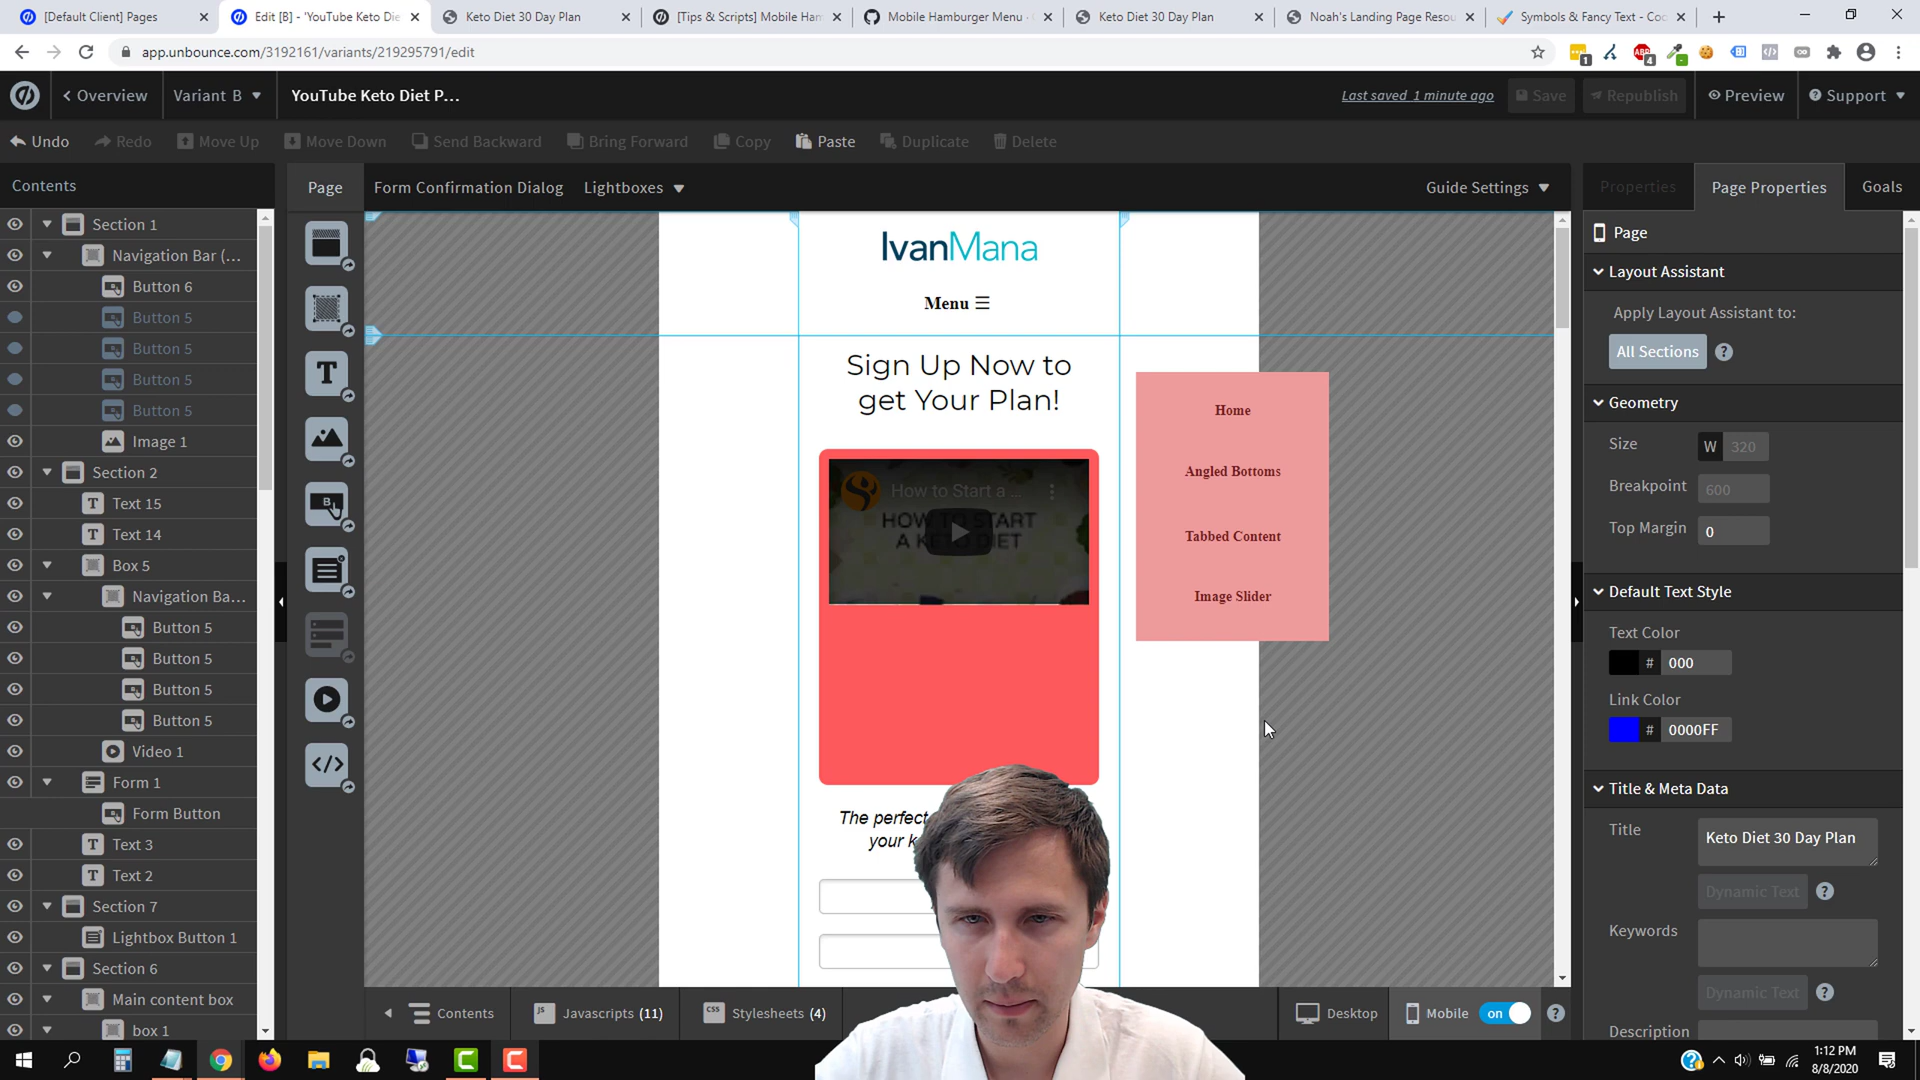 [Default Client] Pages
Edit [B] - 'YouTube Keto Die
Keto Diet 30 Day Plan
[Tips & Scripts] Mobile Ham
Mobile Hamburger Menu ·
Keto Diet 30 Day Plan
Noah's Landing Page Resou
Symbols & Fancy Text - Coo
app.unbounce.com/3192161/variants/219295791/edit
Overview
Variant B
YouTube Keto Diet P...
Last saved 1 minute ago
Save
Republish
Preview
Support
Undo
Redo
Move Up
Move Down
Send Backward
Bring Forward
Copy
Paste
Duplicate
Delete
Contents
Page
Form Confirmation Dialog
Lightboxes
Guide Settings
Properties
Page Properties
Goals
Section 1
Navigation Bar (...
Button 6
Button 5
Button 5
Button 5
Button 5
Image 1
Section 2
Text 15
Text 14
Box 5
Navigation Ba...
Button 5
Button 5
Button 5
Button 5
Video 1
Form 1
Form Button
Text 3
Text 2
Section 7
Lightbox Button 1
Section 6
Main content box
box 1
IvanMana
Menu ☰
Sign Up Now to
get Your Plan!
How to Start a ...
HOW TO START
A KETO DIET
The perfect
your k
Home
Angled Bottoms
Tabbed Content
Image Slider
Page
Layout Assistant
Apply Layout Assistant to:
All Sections
Geometry
Size W 320
Breakpoint 600
Top Margin 0
Default Text Style
Text Color
# 000
Link Color
# 0000FF
Title & Meta Data
Title Keto Diet 30 Day Plan
Dynamic Text
Keywords
Dynamic Text
Description
Contents
JS Javascripts (11)
CSS Stylesheets (4)
Desktop
Mobile on
1:12 PM
8/8/2020